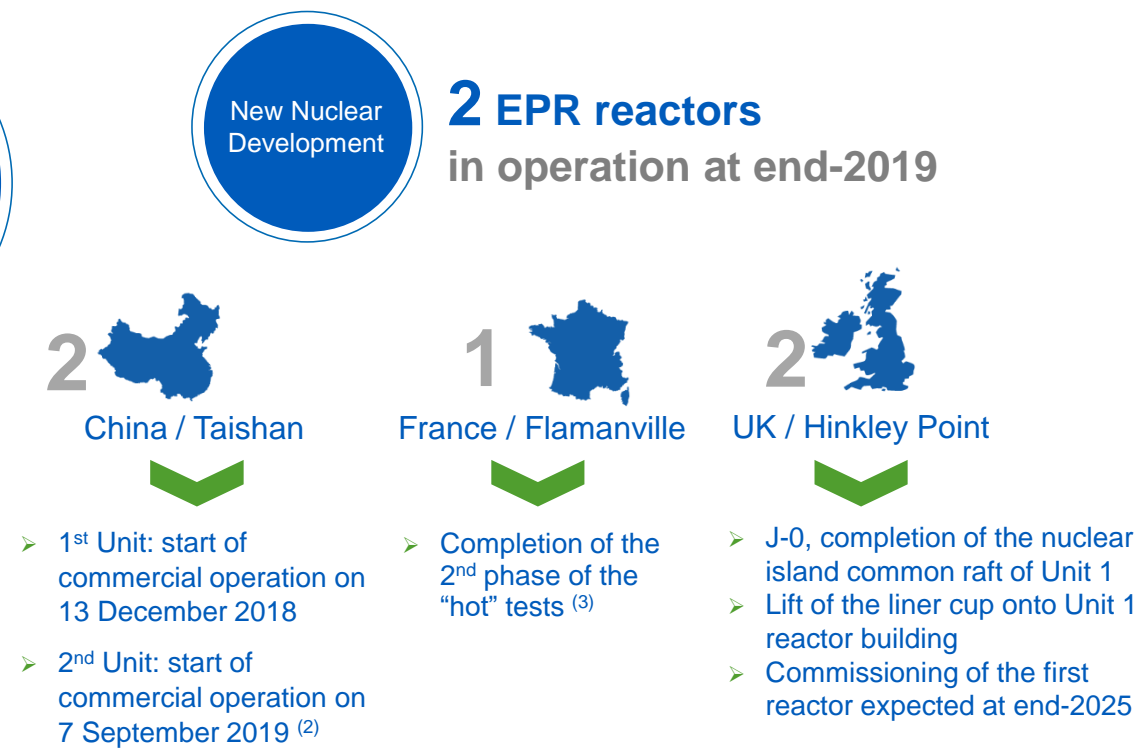 New Nuclear
Development
2 EPR reactors
in operation at end-2019
2
China / Taishan
➢ 1st Unit: start of
commercial operation on
13 December 2018
➢ 2nd Unit: start of
commercial operation on
7 September 2019 (2)
1
France / Flamanville
➢ Completion of the
2nd phase of the
“hot” tests (3)
2
UK / Hinkley Point
➢ J-0, completion of the nuclear
island common raft of Unit 1
➢ Lift of the liner cup onto Unit 1
reactor building
➢ Commissioning of the first
reactor expected at end-2025